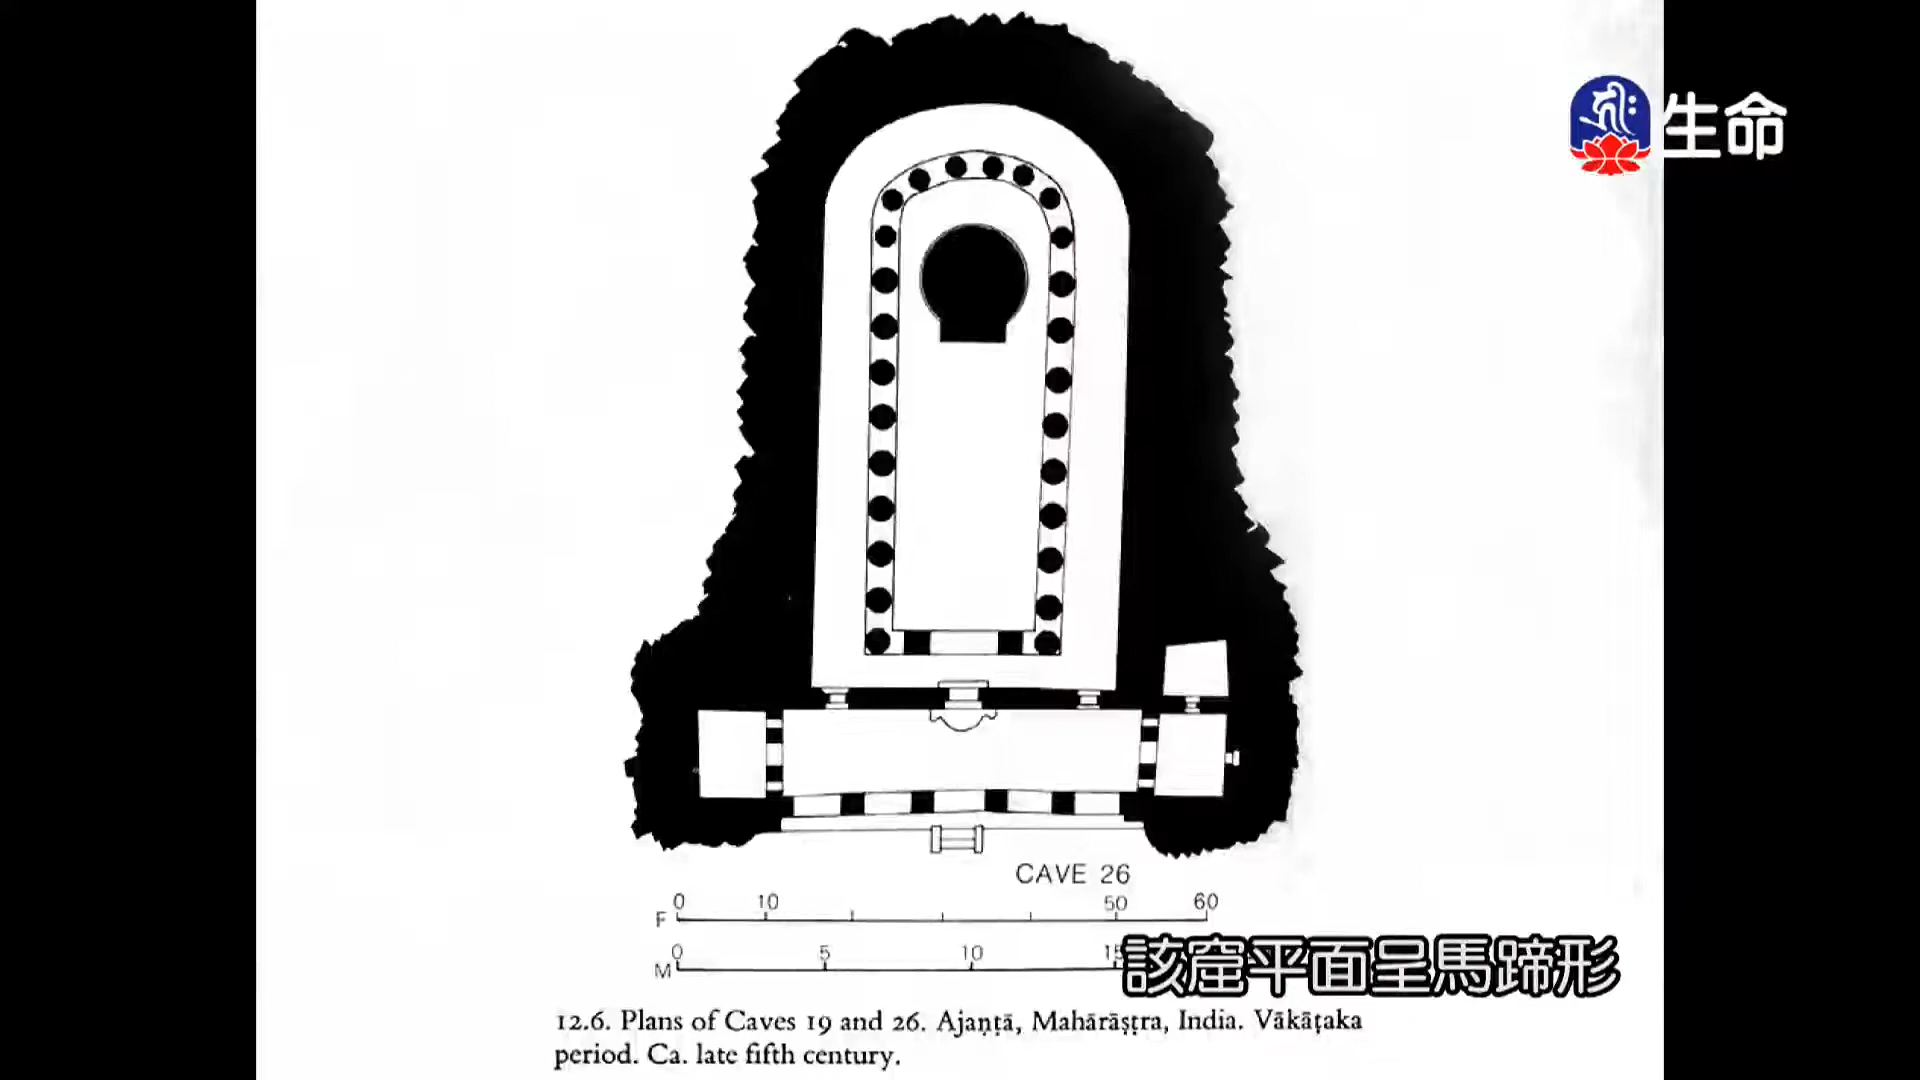 生命
CAVE 26
0 10 50 60
F
0 5 10 15
M
該窟平面呈馬蹄形
12.6. Plans of Caves 19 and 26. Ajaṇṭā, Mahārāṣṭra, India. Vākāṭaka
period. Ca. late fifth century.